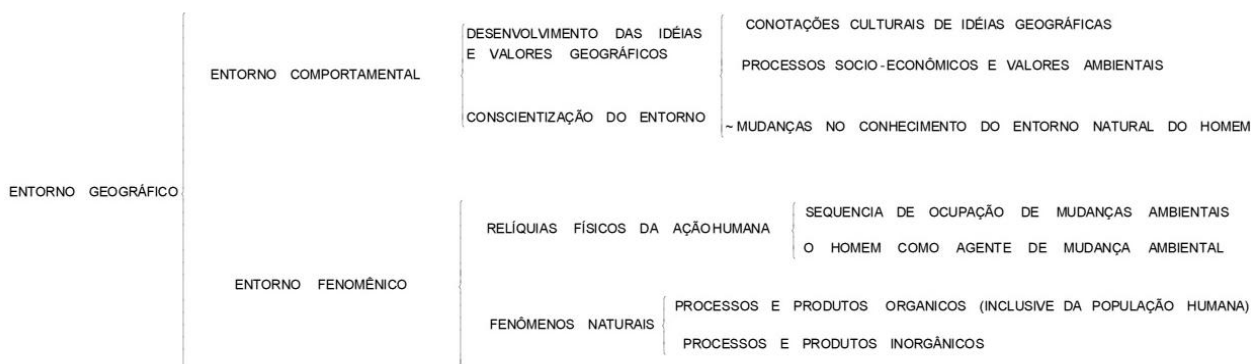 ENTORNO GEOGRÁFICO
ENTORNO COMPORTAMENTAL
DESENVOLVIMENTO DAS IDÉIAS
E VALORES GEOGRÁFICOS
CONOTAÇÕES CULTURAIS DE IDÉIAS GEOGRÁFICAS
PROCESSOS SOCIO-ECONÔMICOS E VALORES AMBIENTAIS
CONSCIENTIZAÇÃO DO ENTORNO
~MUDANÇAS NO CONHECIMENTO DO ENTORNO NATURAL DO HOMEM
ENTORNO FENOMÊNICO
RELÍQUIAS FÍSICOS DA AÇÃO HUMANA
SEQUENCIA DE OCUPAÇÃO DE MUDANÇAS AMBIENTAIS
O HOMEM COMO AGENTE DE MUDANÇA AMBIENTAL
FENÔMENOS NATURAIS
PROCESSOS E PRODUTOS ORGANICOS (INCLUSIVE DA POPULAÇÃO HUMANA)
PROCESSOS E PRODUTOS INORGÂNICOS